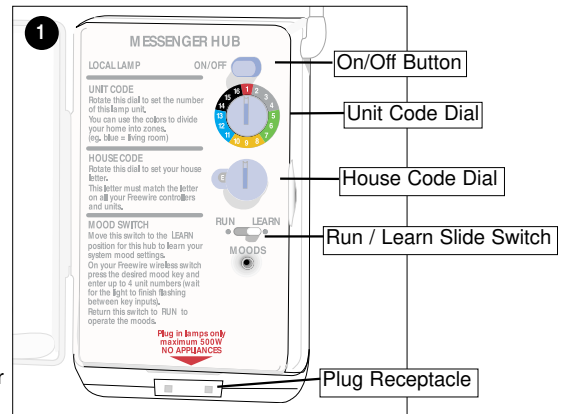 1
MESSENGER HUB
LOCAL LAMP ON/OFF
On/Off Button
UNIT CODE
Rotate this dial to set the number
of this lamp unit.
You can use the colors to divide
your home into zones.
(eg. blue = living room)
1 2 3 4 5 6 7 8 9 10 11 12 13 14 15 16
Unit Code Dial
HOUSE CODE
Rotate this dial to set your house
letter.
This letter must match the letter
on all your Freewire controllers
and units.
E
House Code Dial
MOOD SWITCH
Move this switch to the LEARN
position for this hub to learn your
system mood settings.
On your Freewire wireless switch
press the desired mood key and
enter up to 4 unit numbers (wait
for the light to finish flashing
between key inputs).
Return this switch to RUN to
operate the moods.
RUN LEARN
MOODS
Run / Learn Slide Switch
Plug in lamps only
maximum 500W
NO APPLIANCES
Plug Receptacle
r